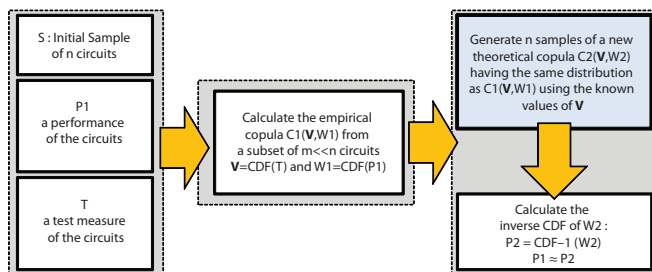 S : Initial Sample
of n circuits
P1
a performance
of the circuits
T
a test measure
of the circuits
Calculate the empirical
copula C1(V,W1) from
a subset of m<<n circuits
V=CDF(T) and W1=CDF(P1)
Generate n samples of a new
theoretical copula C2(V,W2)
having the same distribution
as C1(V,W1) using the known
values of V
Calculate the
inverse CDF of W2 :
P2 = CDF–1 (W2)
P1 ≈ P2